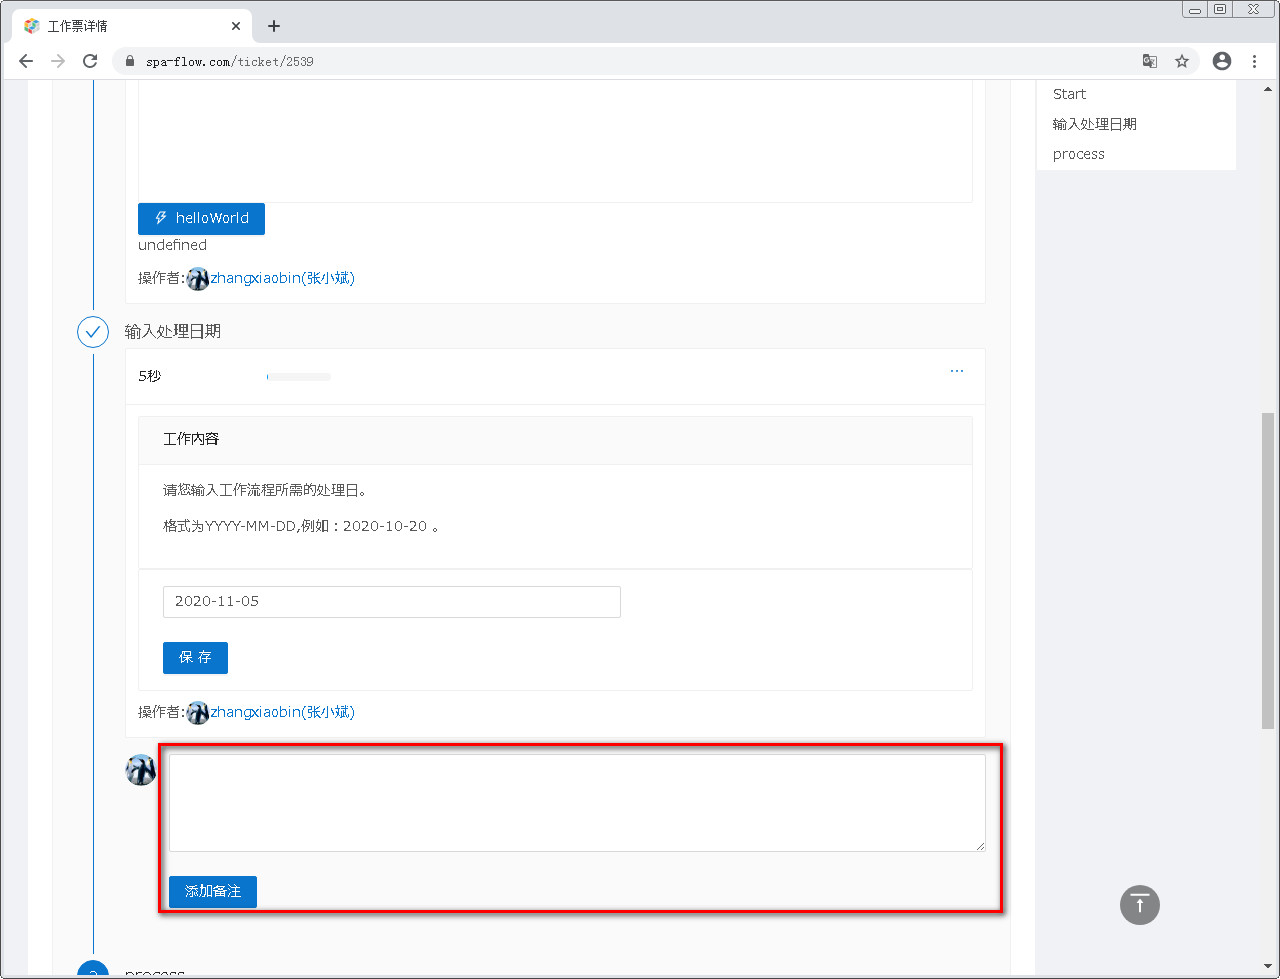 工作票详情
spa-flow.com/ticket/2539
Start
输入处理日期
process
helloWorld
undefined
操作者:zhangxiaobin(张小斌)
输入处理日期
5秒
工作内容
请您输入工作流程所需的处理日。
格式为YYYY-MM-DD,例如：2020-10-20 。
2020-11-05
保 存
操作者:zhangxiaobin(张小斌)
添加备注
process